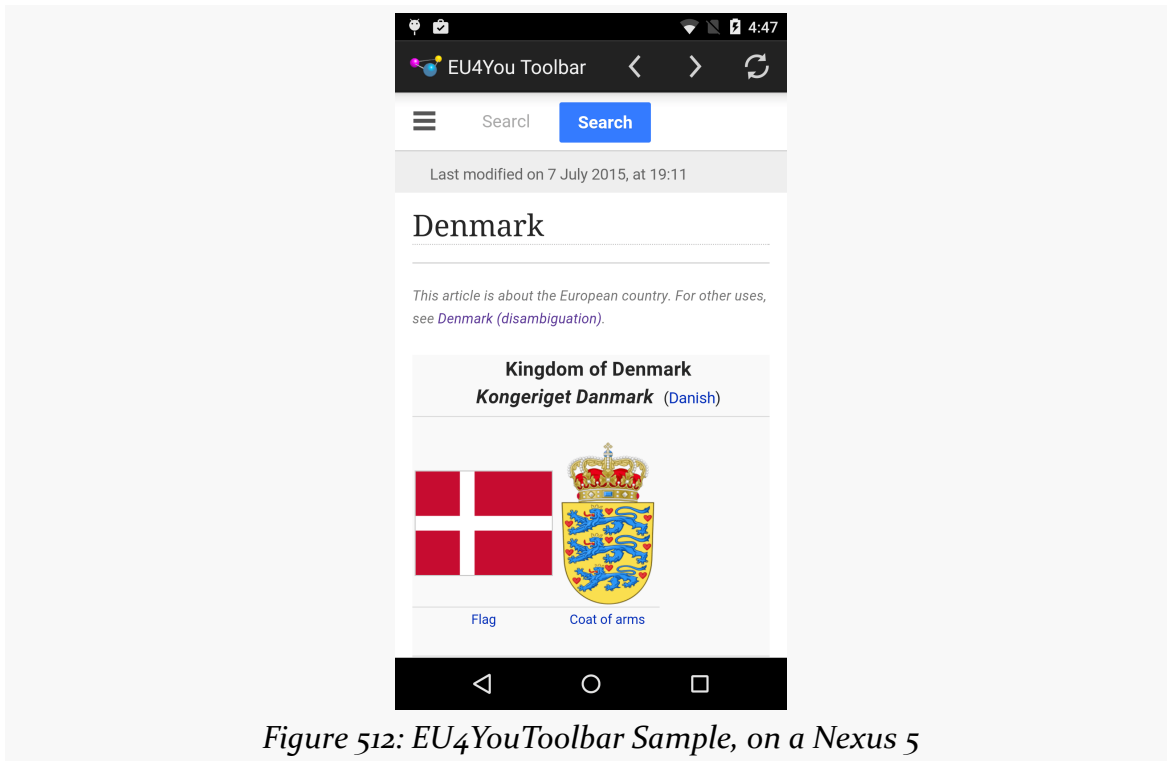 4:47
EU4You Toolbar
Searcl Search
Last modified on 7 July 2015, at 19:11
Denmark
This article is about the European country. For other uses,
see Denmark (disambiguation).
Kingdom of Denmark
Kongeriget Danmark (Danish)
Flag Coat of arms
Figure 512: EU4YouToolbar Sample, on a Nexus 5